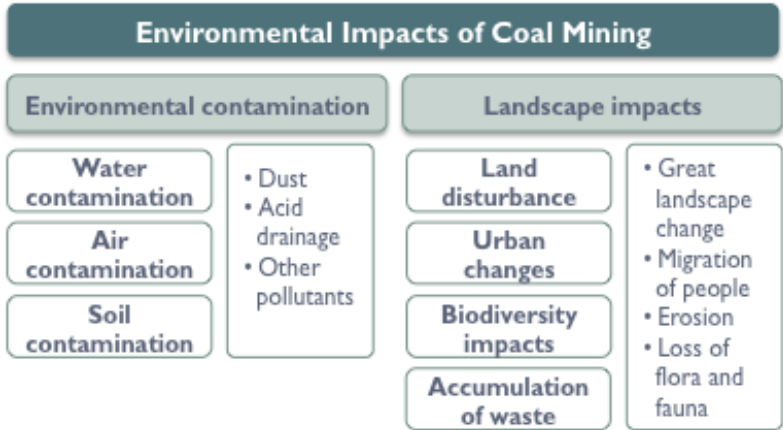 Environmental Impacts of Coal Mining
Environmental contamination
Water
contamination
Air
contamination
Soil
contamination
• Dust
• Acid
drainage
• Other
pollutants
Landscape impacts
Land
disturbance
Urban
changes
Biodiversity
impacts
Accumulation
of waste
• Great
landscape
change
• Migration
of people
• Erosion
• Loss of
flora and
fauna